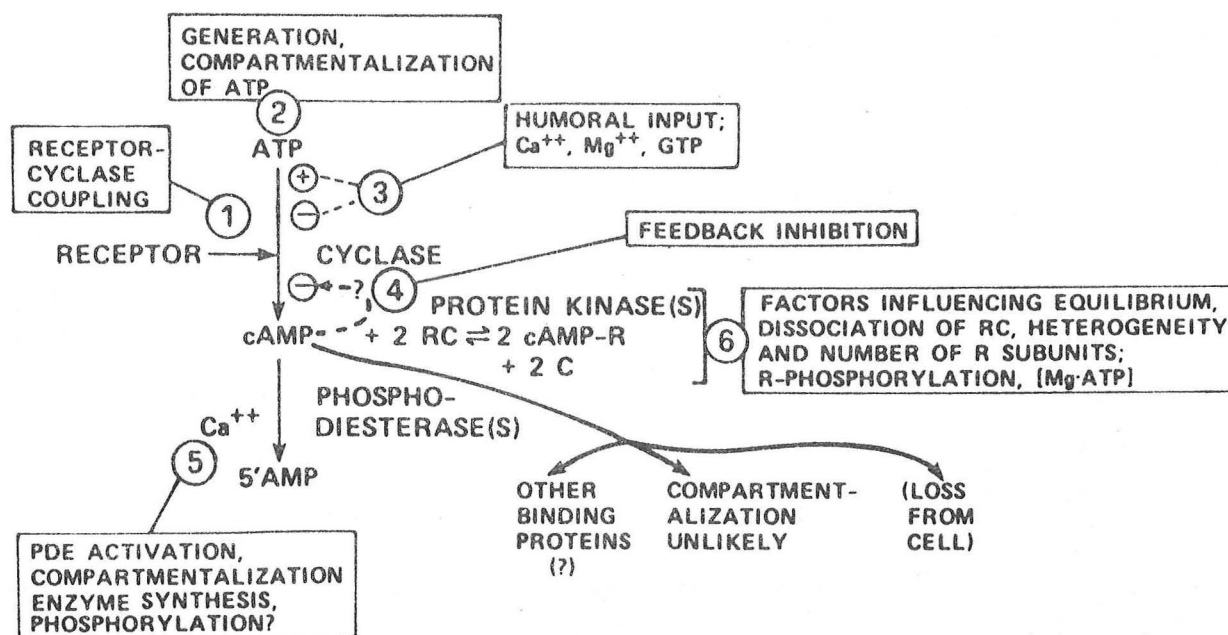 GENERATION,
COMPARTMENTALIZATION
OF ATP
2
ATP
HUMORAL INPUT;
Ca++, Mg++, GTP
RECEPTOR-
CYCLASE
COUPLING
+
3
−
1
RECEPTOR
CYCLASE
FEEDBACK INHIBITION
−
?
4
PROTEIN KINASE(S)
cAMP
+ 2 RC ⇌ 2 cAMP-R
+ 2 C
6
FACTORS INFLUENCING EQUILIBRIUM,
DISSOCIATION OF RC, HETEROGENEITY
AND NUMBER OF R SUBUNITS;
R-PHOSPHORYLATION, [Mg·ATP]
PHOSPHO-
DIESTERASE(S)
Ca++
5
5'AMP
OTHER
BINDING
PROTEINS
(?)
COMPARTMENT-
ALIZATION
UNLIKELY
(LOSS
FROM
CELL)
PDE ACTIVATION,
COMPARTMENTALIZATION
ENZYME SYNTHESIS,
PHOSPHORYLATION?